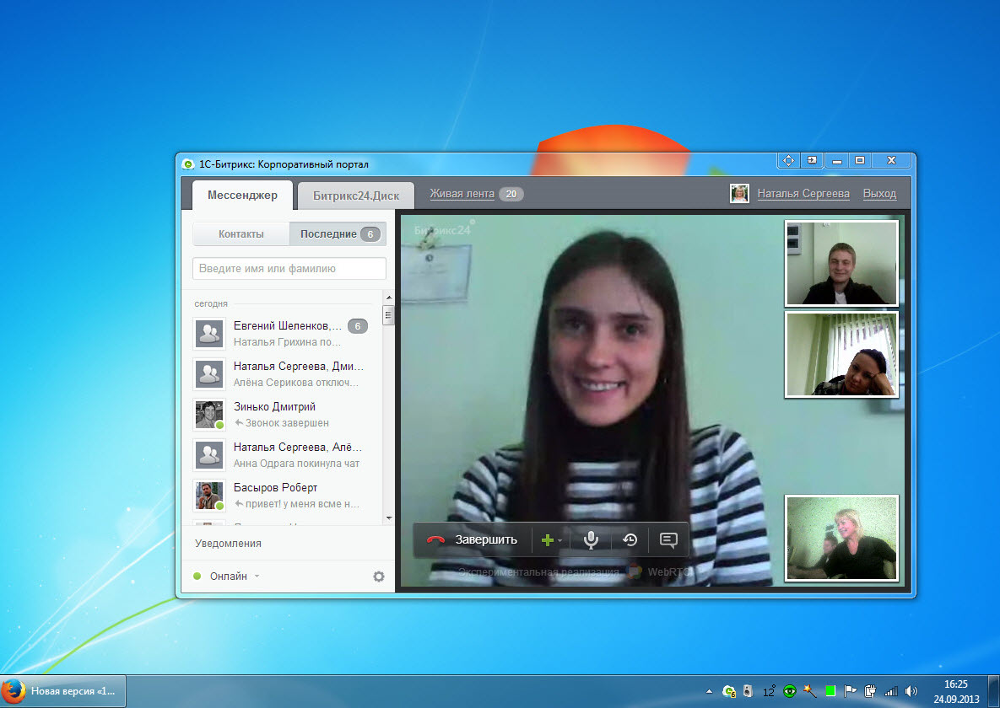 1С-Битрикс: Корпоративный портал
Мессенджер
Битрикс24.Диск
Живая лента 20
Наталья Сергеева
Выход
Контакты
Последние 6
Введите имя или фамилию
сегодня
Евгений Шеленков,... 6
Наталья Грихина по...
Наталья Сергеева, Дми...
Алёна Серикова отключ...
Зинько Дмитрий
Звонок завершен
Наталья Сергеева, Алё...
Анна Одрага покинула чат
Басыров Роберт
привет! у меня всме н...
Уведомления
Онлайн
Битрикс24
Завершить
Экспериментальная реализация WebRTC
Новая версия «1...
12°
16:25
24.09.2013